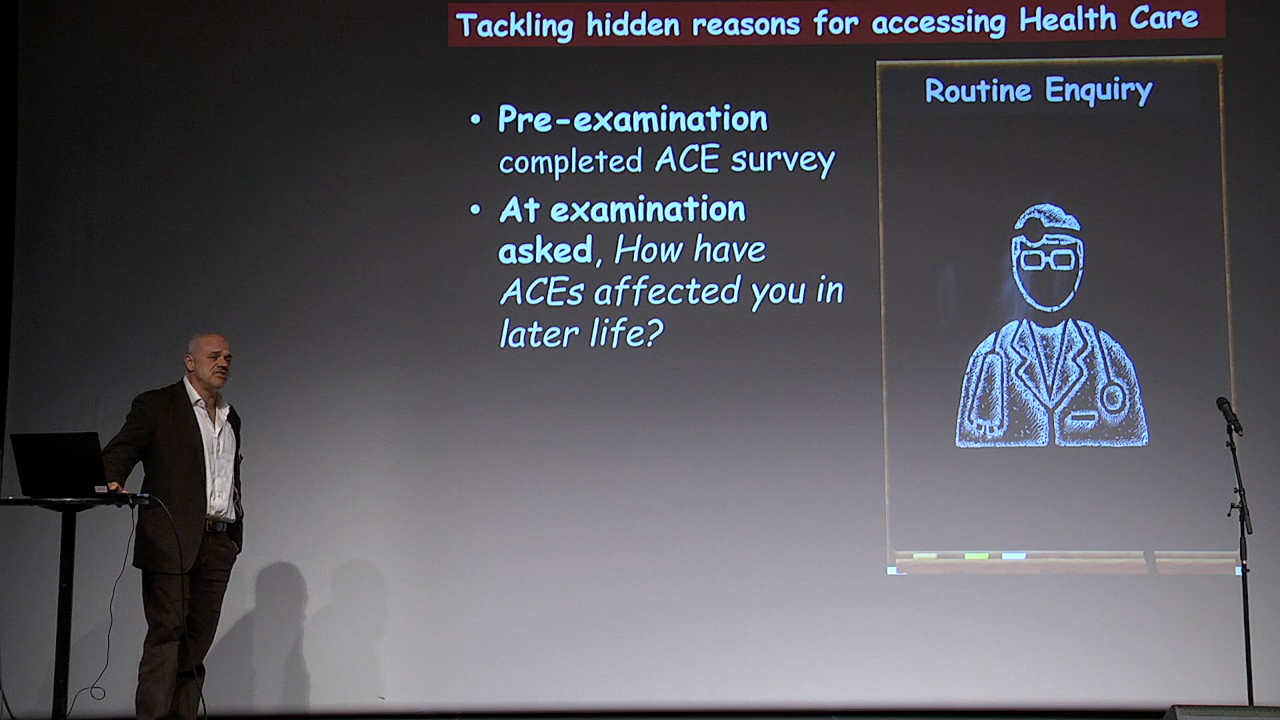 Tackling hidden reasons for accessing Health Care
Routine Enquiry
• Pre-examination
completed ACE survey
• At examination
asked, How have
ACEs affected you in
later life?